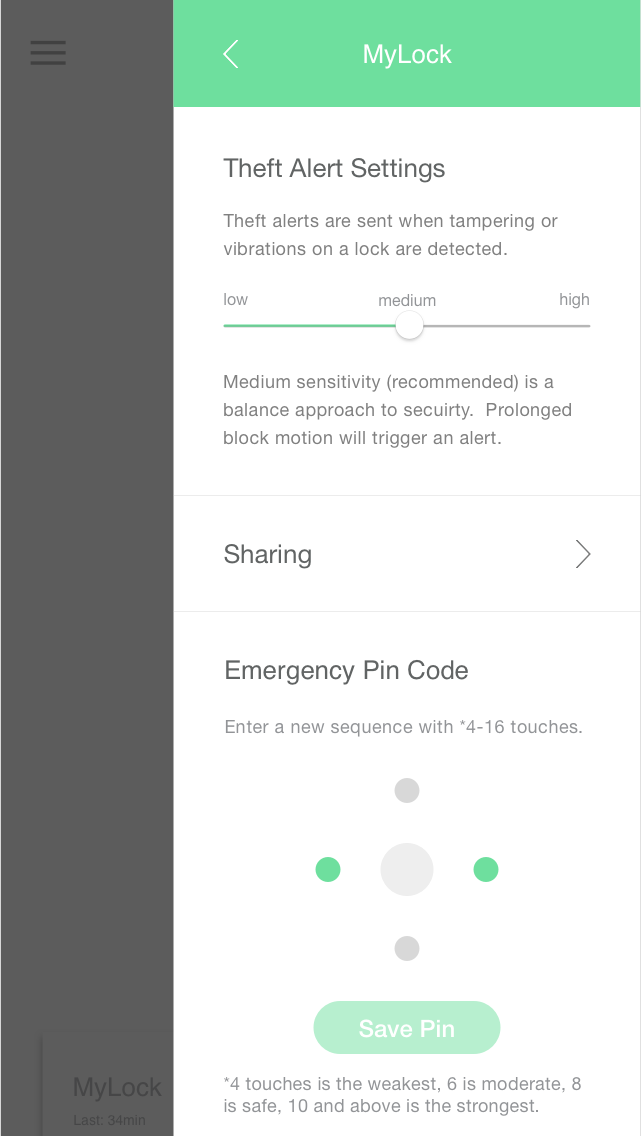 MyLock
Theft Alert Settings
Theft alerts are sent when tampering or
vibrations on a lock are detected.
low medium high
Medium sensitivity (recommended) is a
balance approach to secuirty.  Prolonged
block motion will trigger an alert.
Sharing
Emergency Pin Code
Enter a new sequence with *4-16 touches.
Save Pin
*4 touches is the weakest, 6 is moderate, 8
is safe, 10 and above is the strongest.
MyLock
Last: 34min